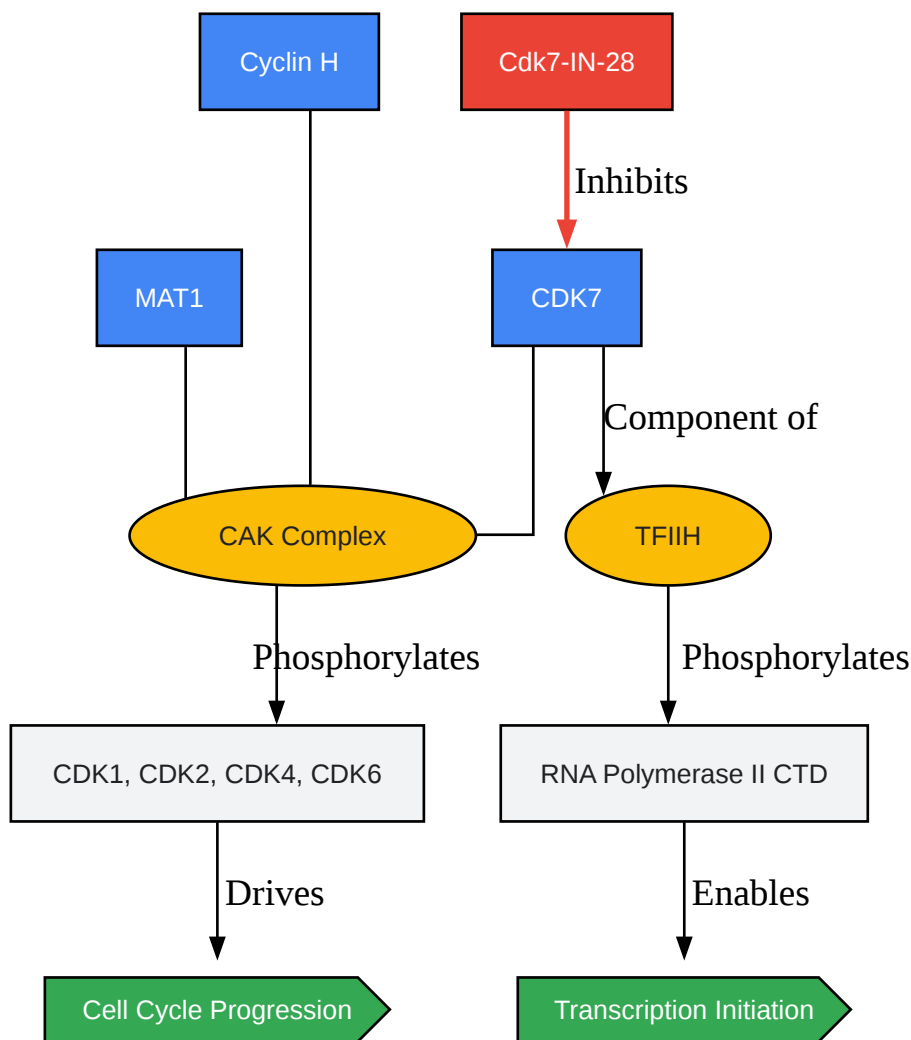 Cyclin H
Cdk7-IN-28
Inhibits
MAT1
CDK7
Component of
CAK Complex
TFIIH
Phosphorylates
Phosphorylates
CDK1, CDK2, CDK4, CDK6
RNA Polymerase II CTD
Drives
Enables
Cell Cycle Progression
Transcription Initiation